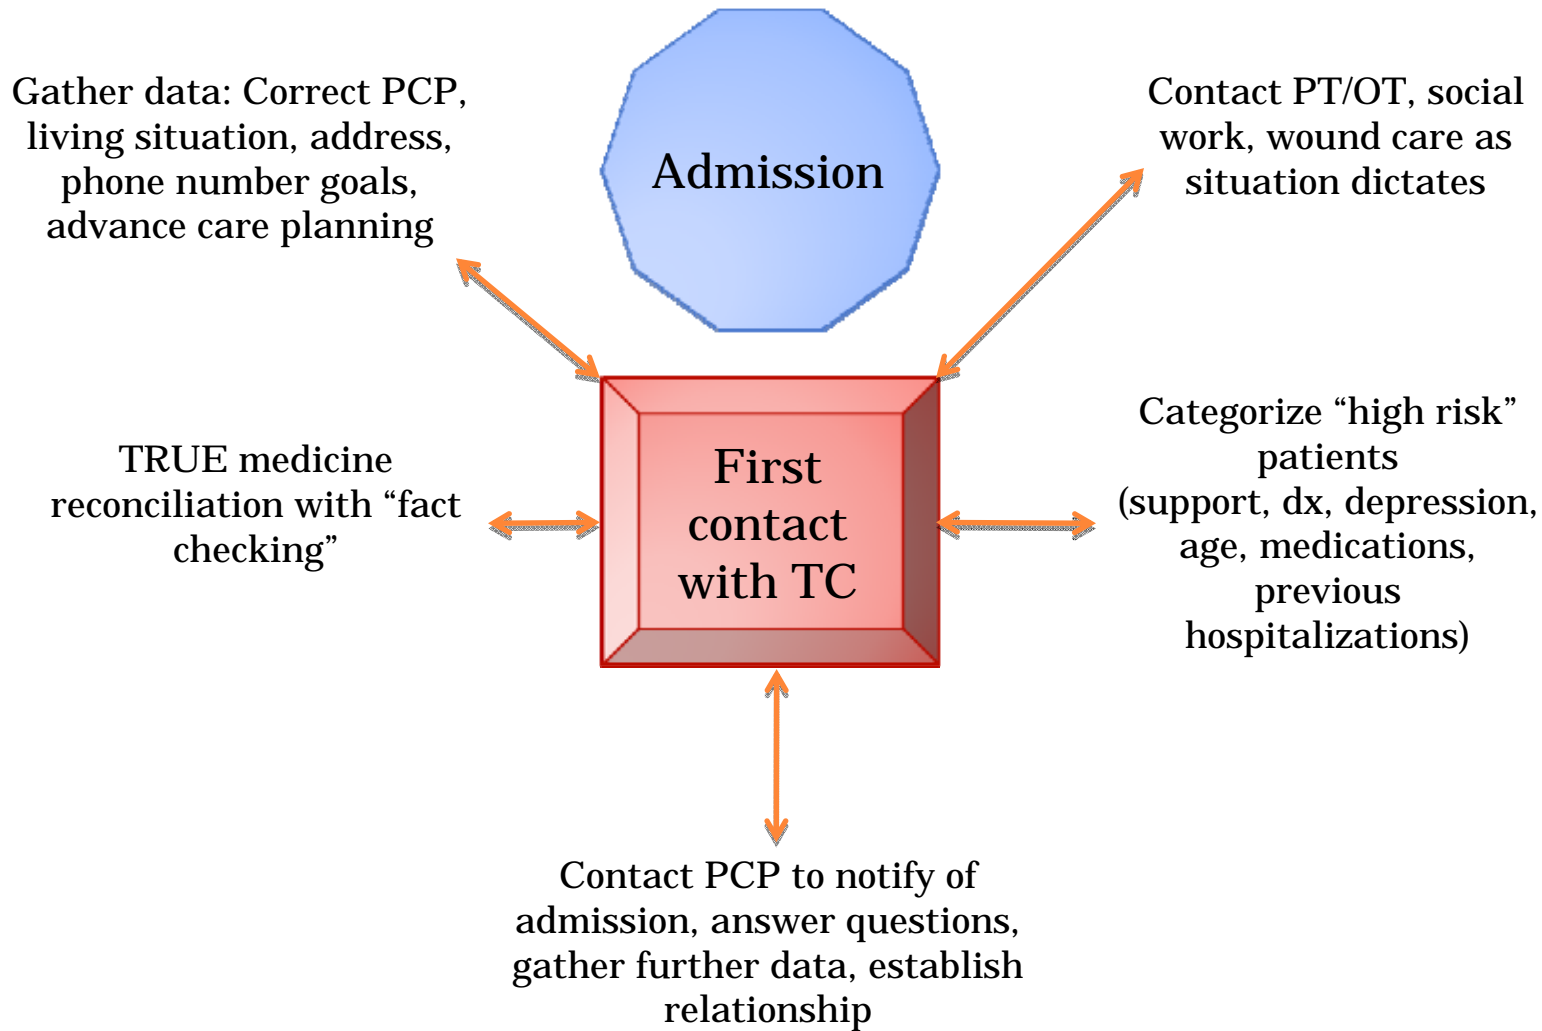 Gather data: Correct PCP,
living situation, address,
phone number goals,
advance care planning
Admission
Contact PT/OT, social
work, wound care as
situation dictates
TRUE medicine
reconciliation with “fact
checking”
First
contact
with TC
Categorize “high risk”
patients
(support, dx, depression,
age, medications,
previous
hospitalizations)
Contact PCP to notify of
admission, answer questions,
gather further data, establish
relationship